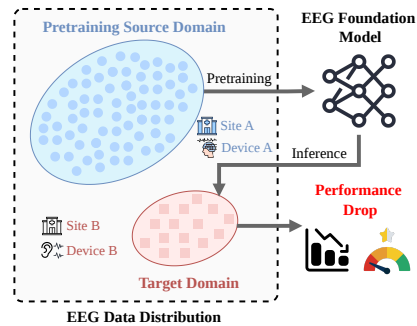 Pretraining Source Domain
EEG Foundation
Model
Pretraining
Site A
Device A
Inference
Performance
Drop
Site B
Device B
Target Domain
EEG Data Distribution